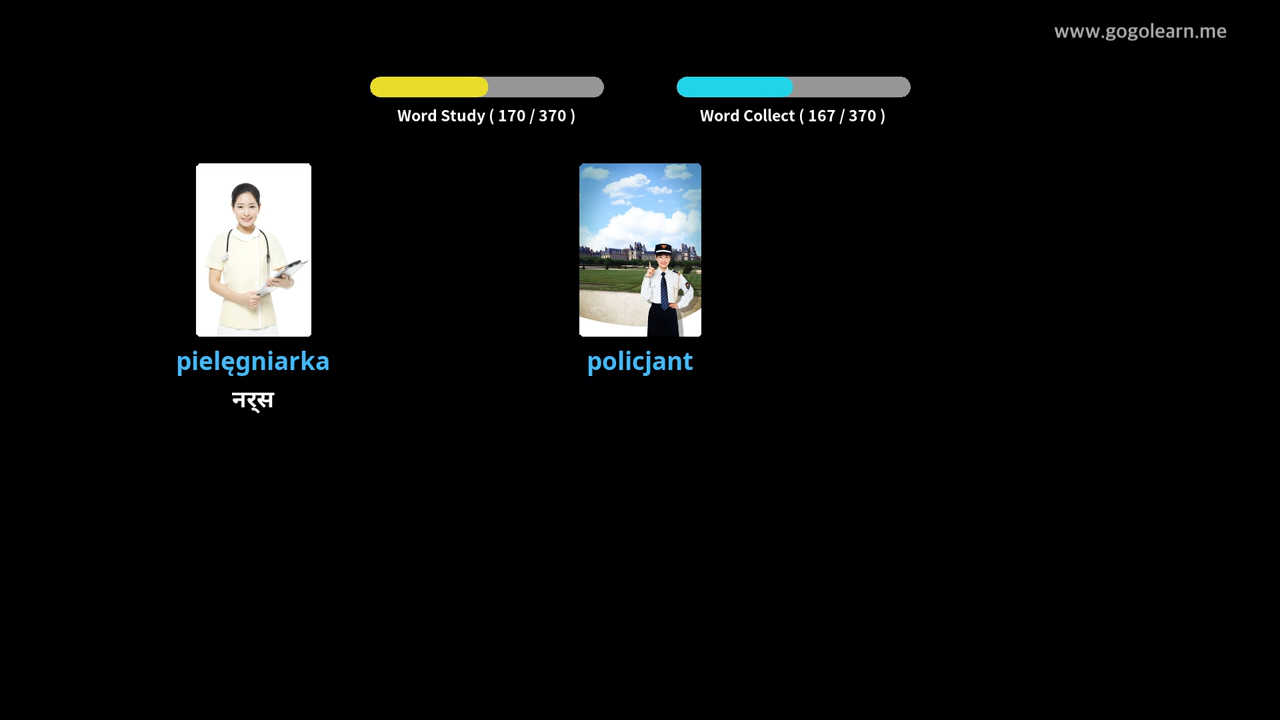 www.gogolearn.me
Word Study ( 170 / 370 )
Word Collect ( 167 / 370 )
pielęgniarka
policjant
नर्स